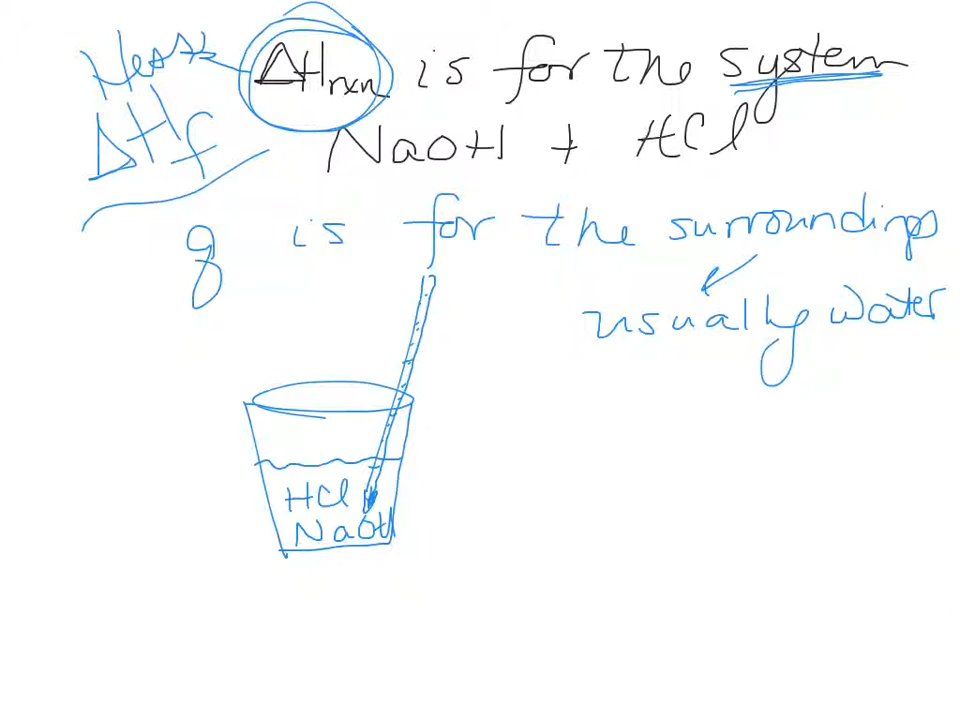 Hess's
ΔHrxn is for the system
ΔHf
NaOH + HCl
q is for the surroundings
usually water
HCl +
NaOH